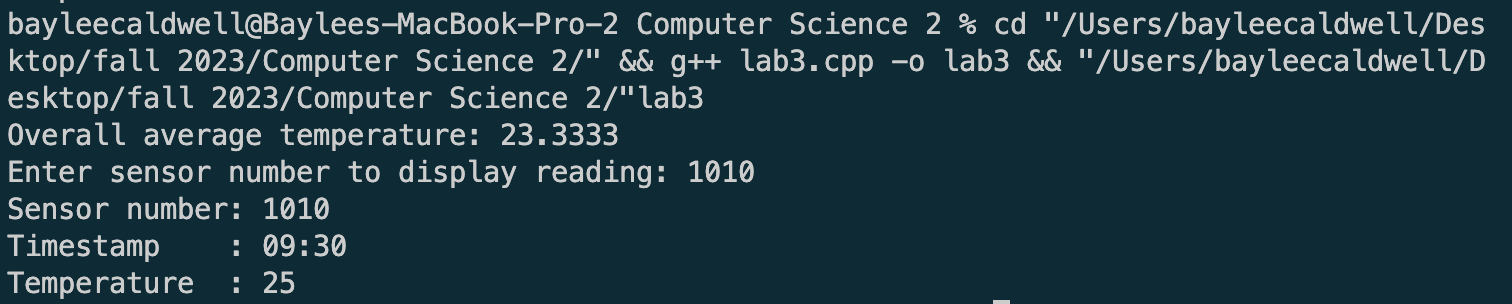 bayleecaldwell@Baylees-MacBook-Pro-2 Computer Science 2 % cd "/Users/bayleecaldwell/Des
ktop/fall 2023/Computer Science 2/" && g++ lab3.cpp -o lab3 && "/Users/bayleecaldwell/D
esktop/fall 2023/Computer Science 2/"lab3
Overall average temperature: 23.3333
Enter sensor number to display reading: 1010
Sensor number: 1010
Timestamp    : 09:30
Temperature  : 25